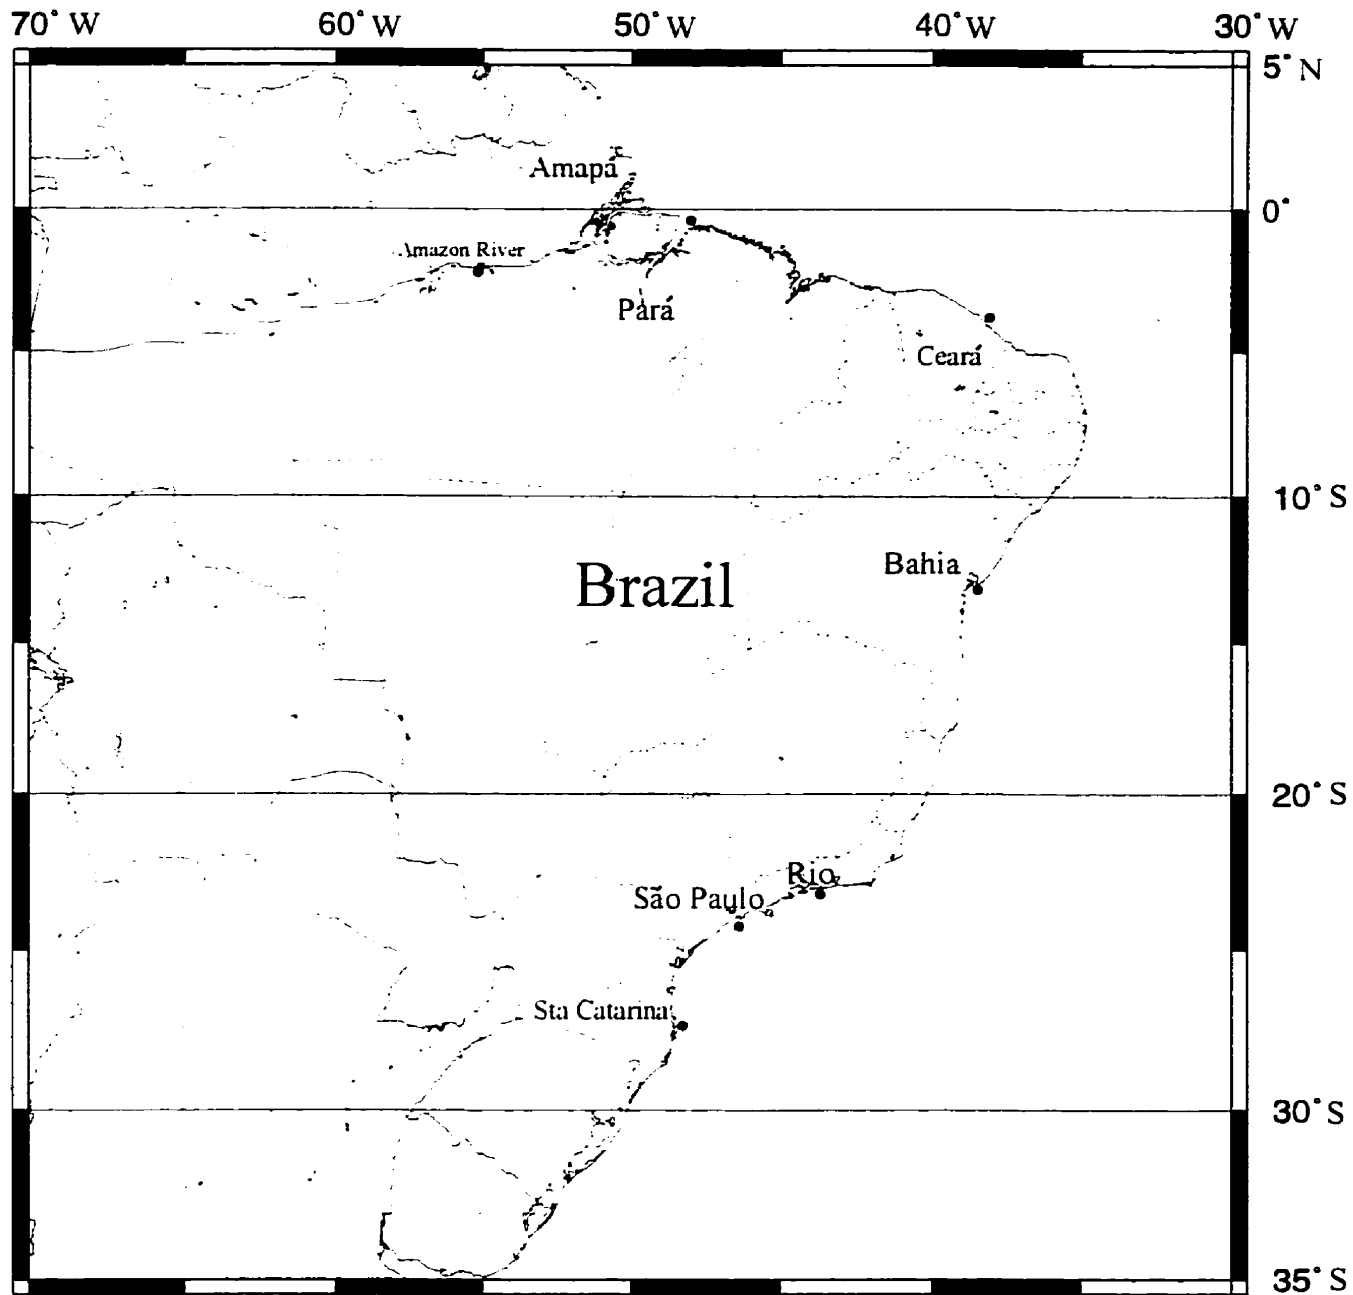 70° W 60° W 50° W 40° W 30° W
5° N
Amapá
0°
Amazon River
Pará
Ceará
10° S
Bahia
Brazil
20° S
Rio
São Paulo
Sta Catarina
30° S
35° S